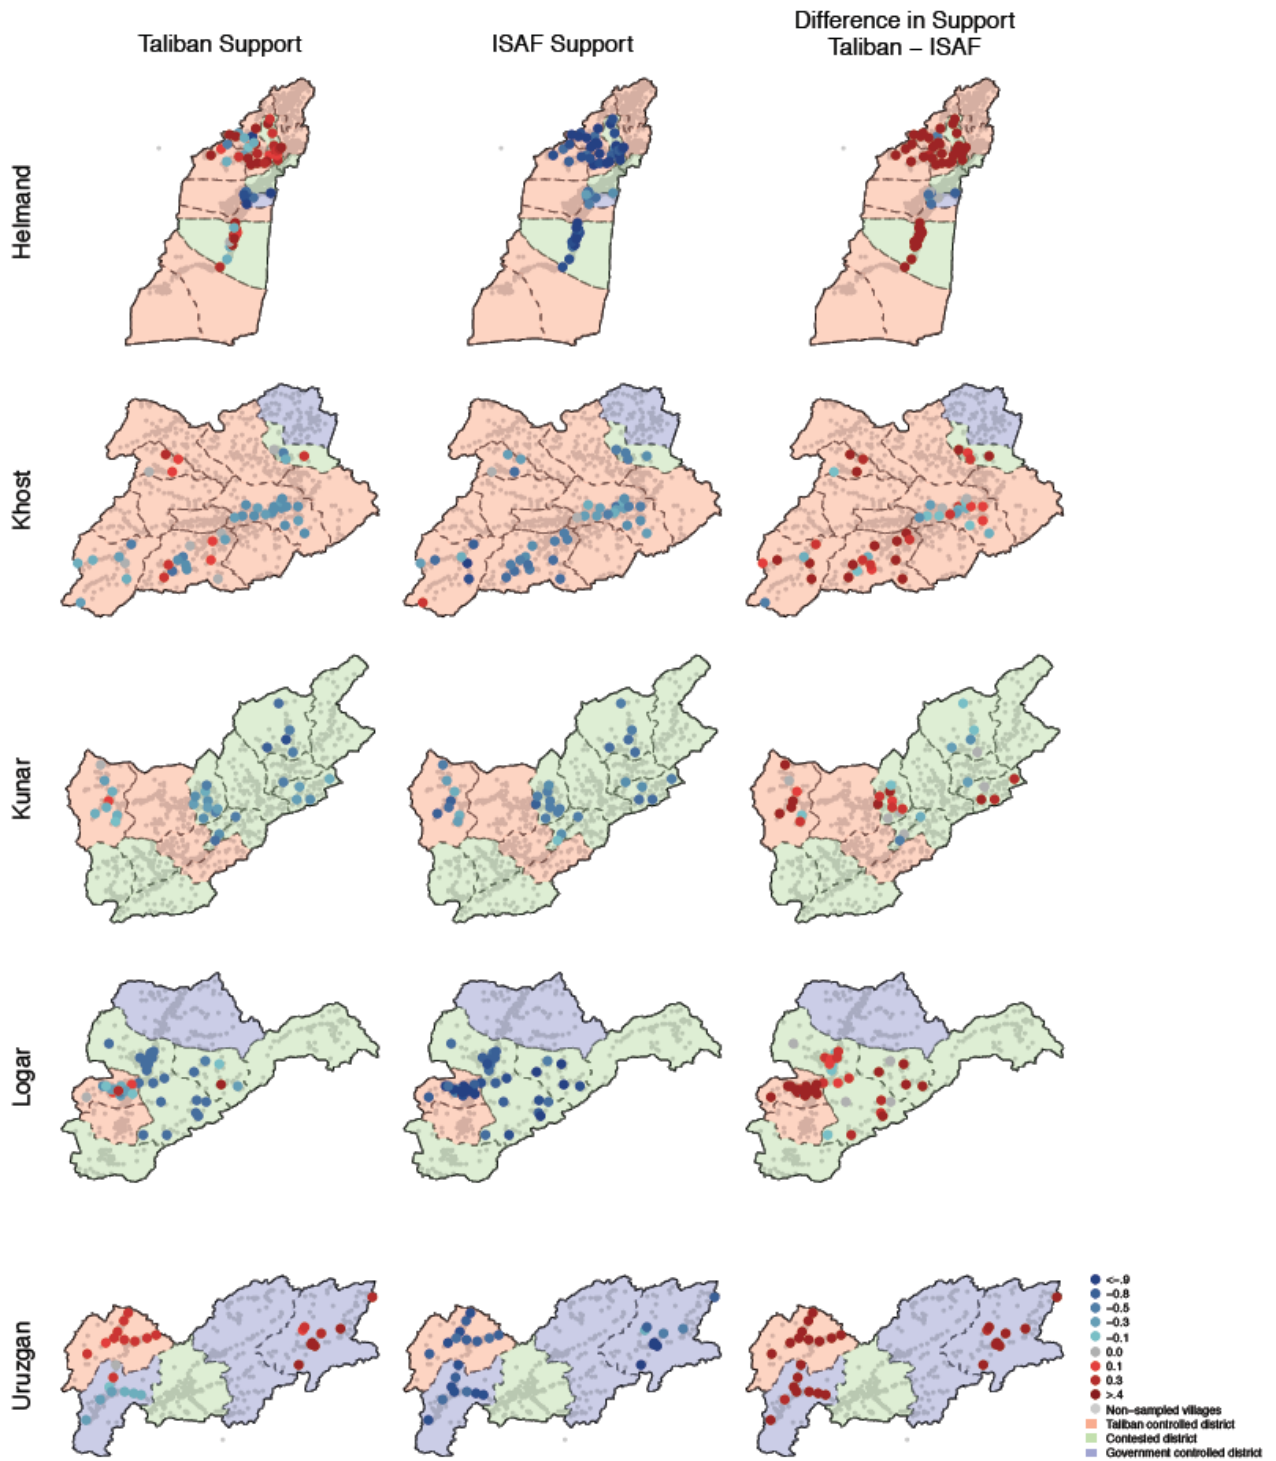 Taliban Support
ISAF Support
Difference in Support
Taliban – ISAF
Helmand
Khost
Kunar
Logar
Uruzgan
<–.9
–0.8
–0.5
–0.3
–0.1
0.0
0.1
0.3
>.4
Non–sampled villages
Taliban controlled district
Contested district
Government controlled district